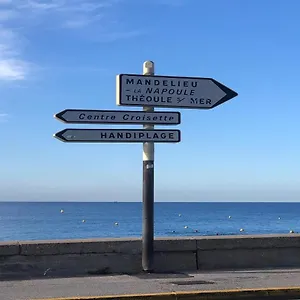 MANDELIEU
- LA NAPOULE
THÉOULE S/ MER
Centre Croisette
HANDIPLAGE